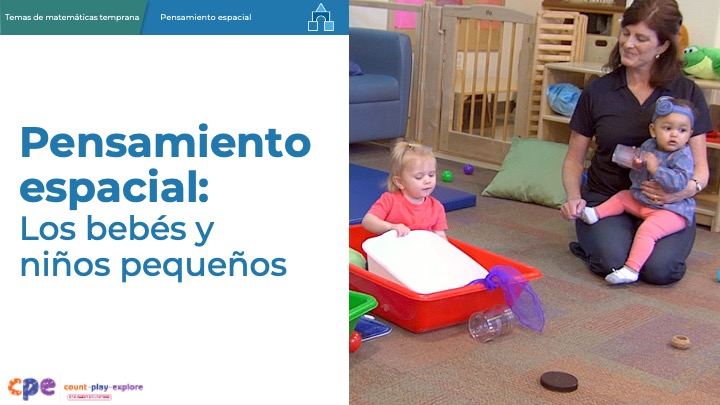 Temas de matemáticas temprana
Pensamiento espacial
Pensamiento
espacial:
Los bebés y
niños pequeños
cpe
count-play-explore